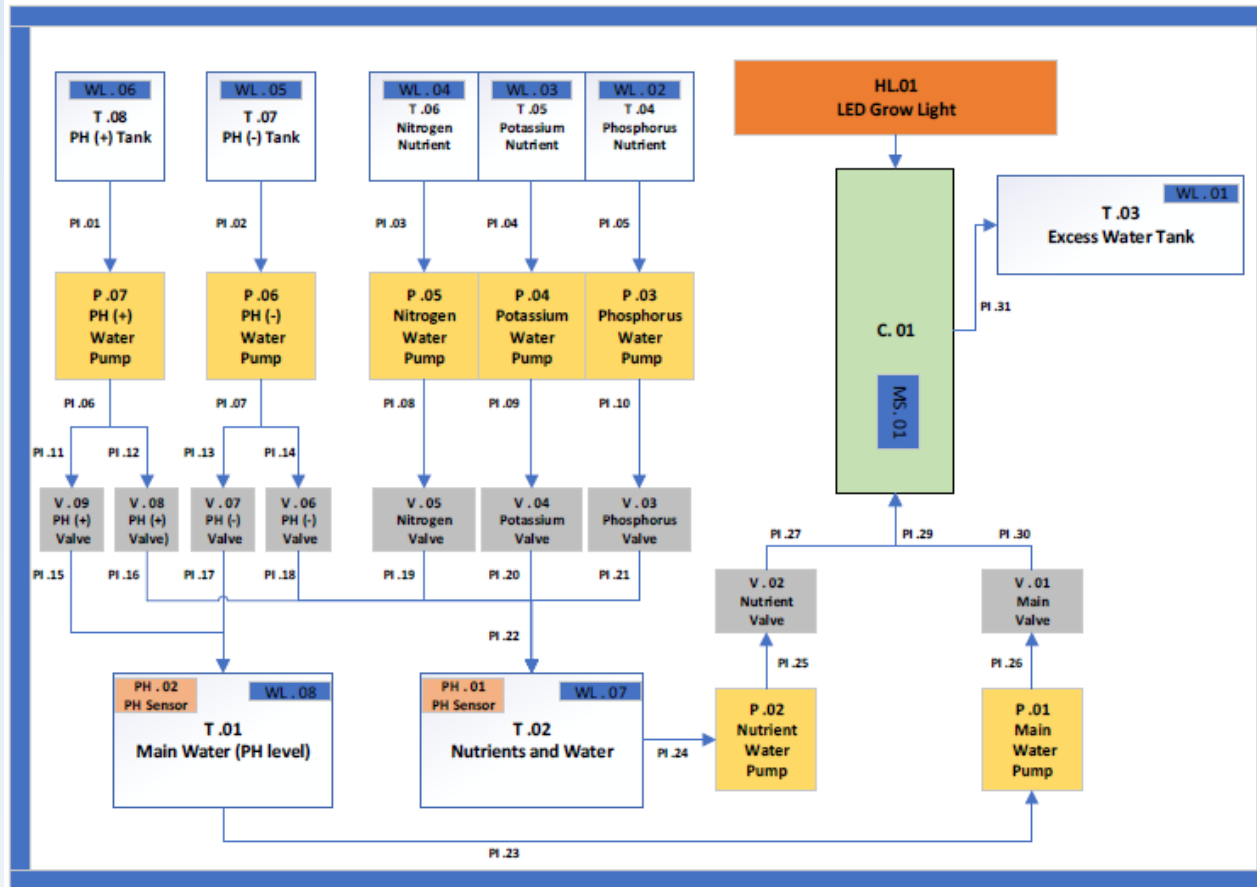 WL . 06
T .08
PH (+) Tank
WL . 05
T .07
PH (-) Tank
WL . 04
T .06
Nitrogen
Nutrient
WL . 03
T .05
Potassium
Nutrient
WL . 02
T .04
Phosphorus
Nutrient
HL.01
LED Grow Light
WL . 01
T .03
Excess Water Tank
PI .01
PI .02
PI .03
PI .04
PI .05
PI .31
P .07
PH (+)
Water
Pump
P .06
PH (-)
Water
Pump
P .05
Nitrogen
Water
Pump
P .04
Potassium
Water
Pump
P .03
Phosphorus
Water
Pump
C. 01
MS . 01
PI .06
PI .07
PI .08
PI .09
PI .10
PI .11
PI .12
PI .13
PI .14
V .09
PH (+)
Valve
V .08
PH (+)
Valve)
V .07
PH (-)
Valve
V .06
PH (-)
Valve
V .05
Nitrogen
Valve
V .04
Potassium
Valve
V .03
Phosphorus
Valve
PI .27
PI .29
PI .30
PI .15
PI .16
PI .17
PI .18
PI .19
PI .20
PI .21
V .02
Nutrient
Valve
V .01
Main
Valve
PI .22
PI .25
PI .26
PH . 02
PH Sensor
WL . 08
T .01
Main Water (PH level)
PH . 01
PH Sensor
WL . 07
T .02
Nutrients and Water
PI .24
P .02
Nutrient
Water
Pump
P .01
Main
Water
Pump
PI .23